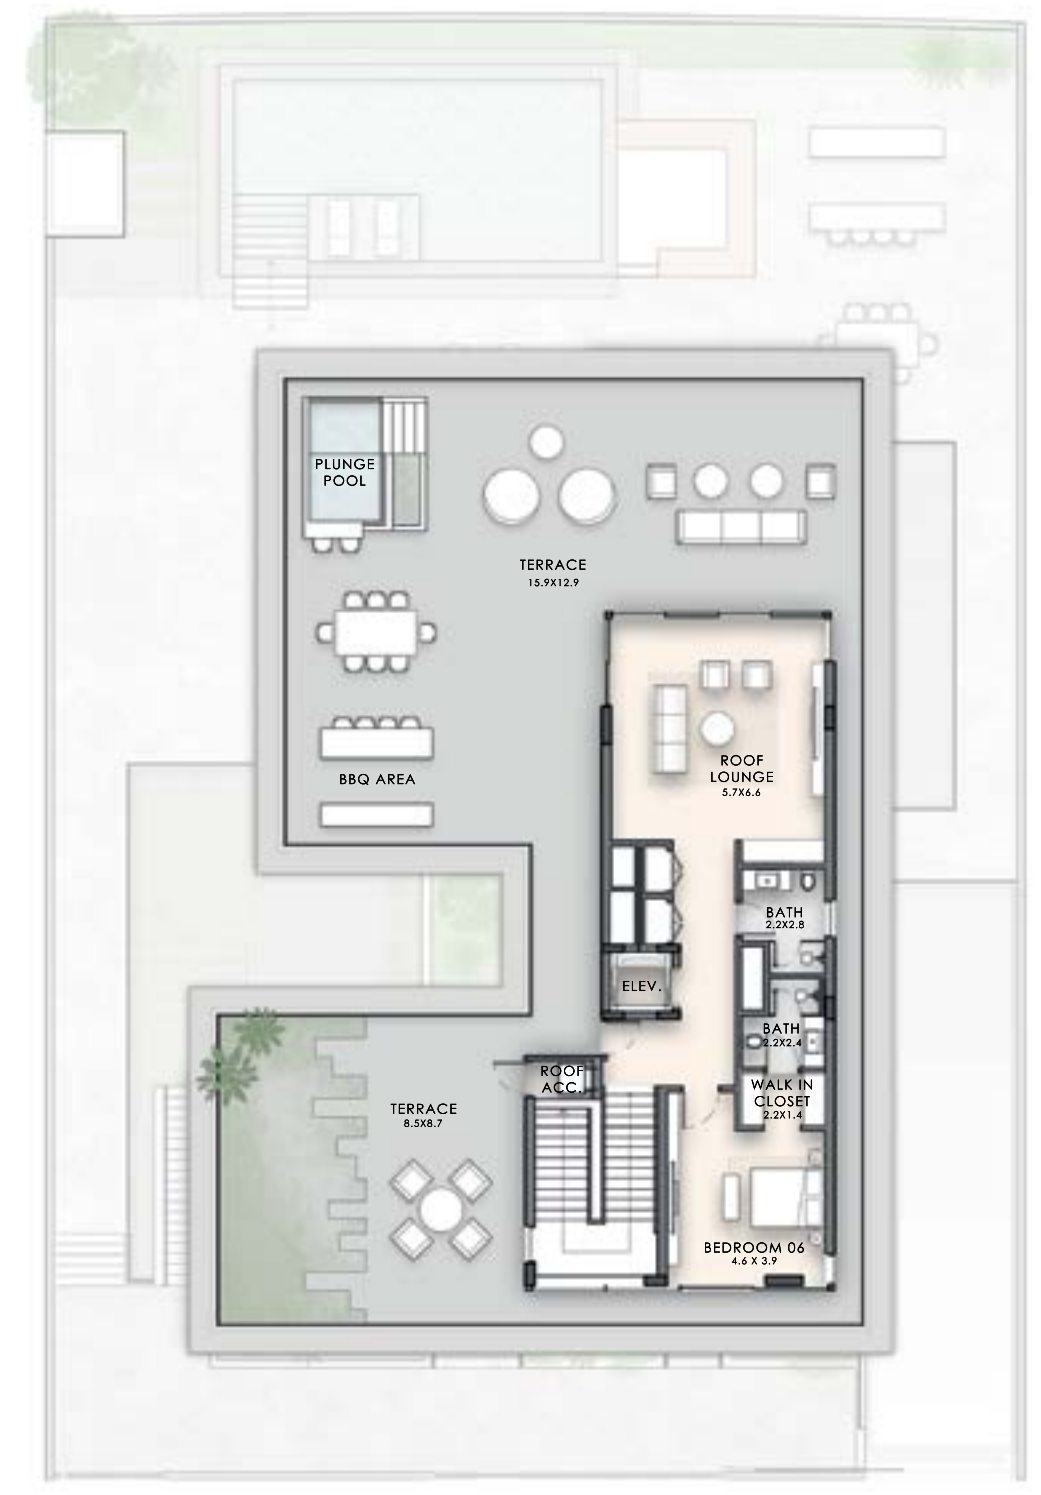 PLUNGE
POOL
TERRACE
15.9X12.9
ROOF
LOUNGE
5.7X6.6
BBQ AREA
BATH
2.2X2.8
ELEV.
BATH
2.2X2.4
ROOF
ACC.
WALK IN
CLOSET
2.2X1.4
TERRACE
8.5X8.7
BEDROOM 06
4.6 X 3.9